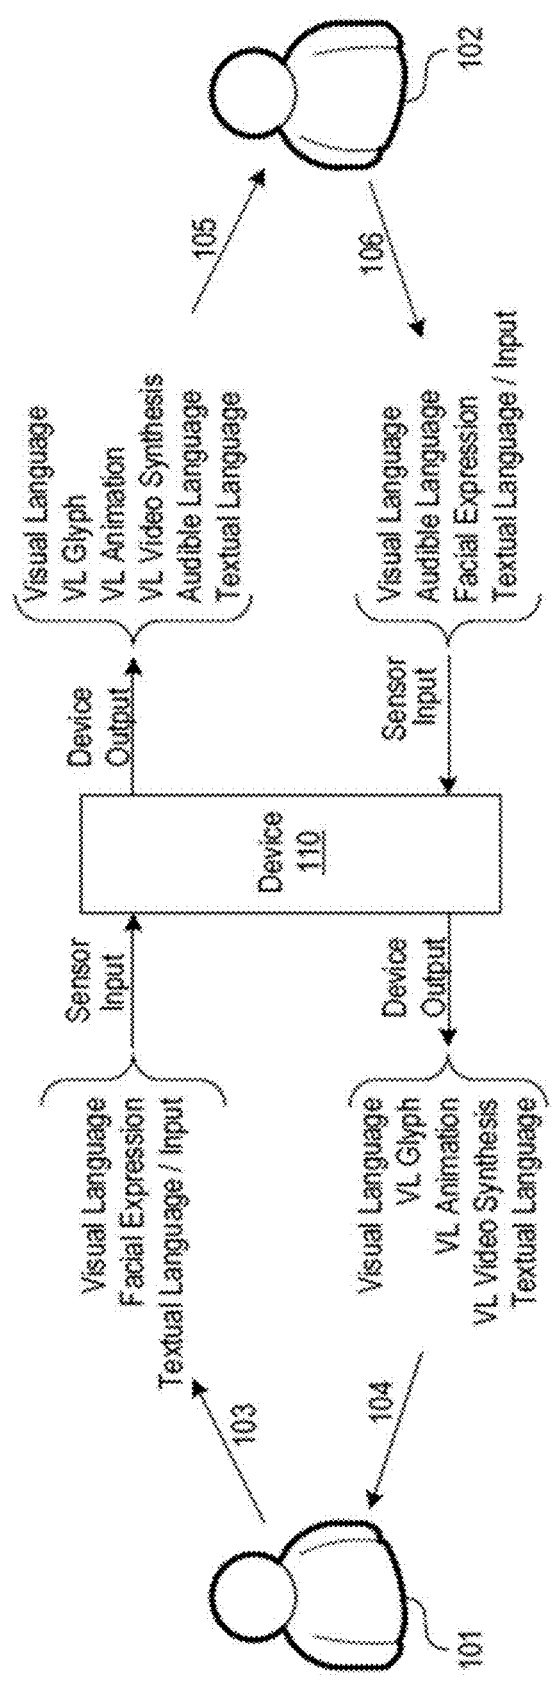 Visual Language
Facial Expression
Textual Language / Input
Sensor
Input
Device
Output
Visual Language
VL Glyph
VL Animation
VL Video Synthesis
Audible Language
Textual Language
103
105
Device
110
101
102
104
106
Visual Language
VL Glyph
VL Animation
VL Video Synthesis
Textual Language
Device
Output
Sensor
Input
Visual Language
Audible Language
Facial Expression
Textual Language / Input